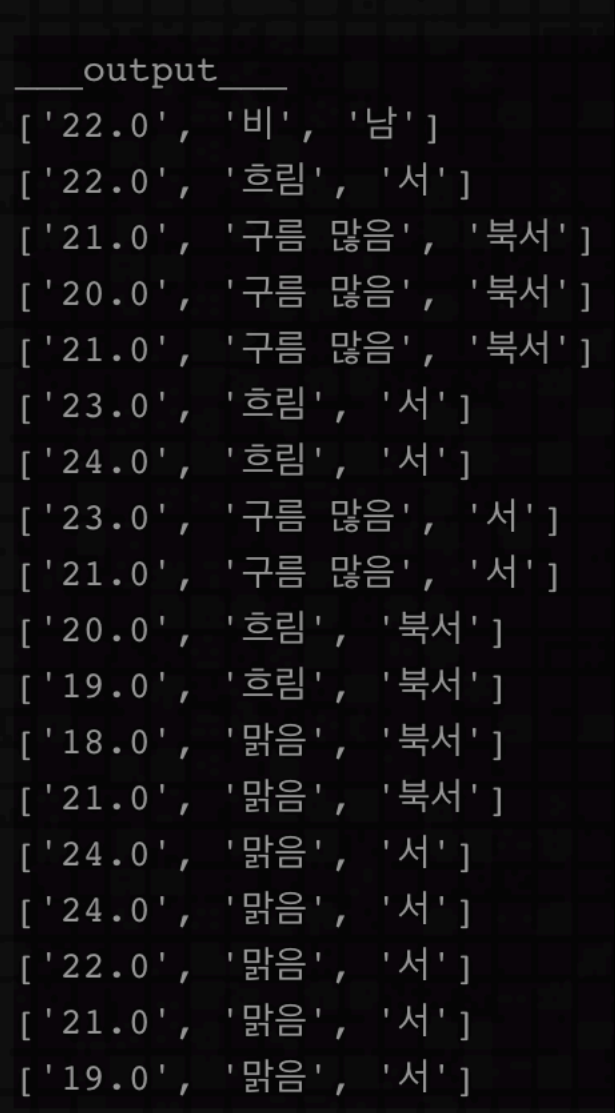 ___output___
['22.0', '비', '남']
['22.0', '흐림', '서']
['21.0', '구름 많음', '북서']
['20.0', '구름 많음', '북서']
['21.0', '구름 많음', '북서']
['23.0', '흐림', '서']
['24.0', '흐림', '서']
['23.0', '구름 많음', '서']
['21.0', '구름 많음', '서']
['20.0', '흐림', '북서']
['19.0', '흐림', '북서']
['18.0', '맑음', '북서']
['21.0', '맑음', '북서']
['24.0', '맑음', '서']
['24.0', '맑음', '서']
['22.0', '맑음', '서']
['21.0', '맑음', '서']
['19.0', '맑음', '서']